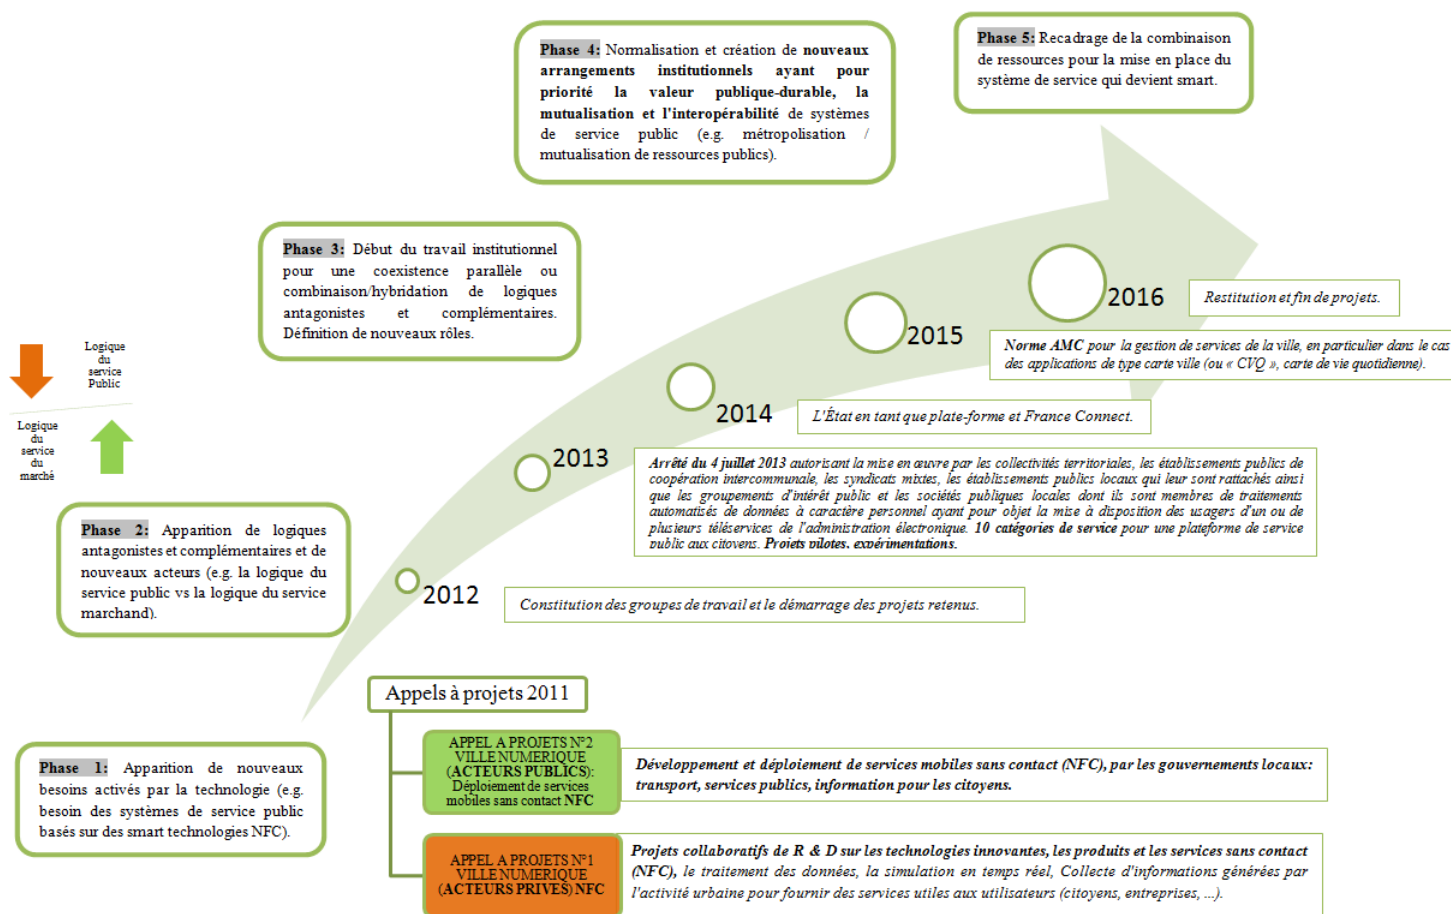 Phase 4: Normalisation et création de nouveaux
arrangements institutionnels ayant pour
priorité la valeur publique-durable, la
mutualisation et l'interopérabilité de systèmes
de service public (e.g. métropolisation /
mutualisation de ressources publics).
Phase 5: Recadrage de la combinaison
de ressources pour la mise en place du
système de service qui devient smart.
Phase 3: Début du travail institutionnel
pour une coexistence parallèle ou
combinaison/hybridation de logiques
antagonistes et complémentaires.
Définition de nouveaux rôles.
2016
Restitution et fin de projets.
2015
Norme AMC pour la gestion de services de la ville, en particulier dans le cas
des applications de type carte ville (ou « CVQ », carte de vie quotidienne).
Logique
du
service
Public
Logique
du
service
du
marché
2014
L'État en tant que plate-forme et France Connect.
2013
Arrêté du 4 juillet 2013 autorisant la mise en œuvre par les collectivités territoriales, les établissements publics de
coopération intercommunale, les syndicats mixtes, les établissements publics locaux qui leur sont rattachés ainsi
que les groupements d'intérêt public et les sociétés publiques locales dont ils sont membres de traitements
automatisés de données à caractère personnel ayant pour objet la mise à disposition des usagers d'un ou de
plusieurs téléservices de l'administration électronique. 10 catégories de service pour une plateforme de service
public aux citoyens. Projets pilotes, expérimentations.
Phase 2: Apparition de logiques
antagonistes et complémentaires et de
nouveaux acteurs (e.g. la logique du
service public vs la logique du service
marchand).
2012
Constitution des groupes de travail et le démarrage des projets retenus.
Appels à projets 2011
APPEL A PROJETS N°2
VILLE NUMERIQUE
(ACTEURS PUBLICS):
Déploiement de services
mobiles sans contact NFC
Développement et déploiement de services mobiles sans contact (NFC), par les gouvernements locaux:
transport, services publics, information pour les citoyens.
Phase 1: Apparition de nouveaux
besoins activés par la technologie (e.g.
besoin des systèmes de service public
basés sur des smart technologies NFC).
APPEL A PROJETS N°1
VILLE NUMERIQUE
(ACTEURS PRIVES) NFC
Projets collaboratifs de R & D sur les technologies innovantes, les produits et les services sans contact
(NFC), le traitement des données, la simulation en temps réel, Collecte d'informations générées par
l'activité urbaine pour fournir des services utiles aux utilisateurs (citoyens, entreprises, ...).